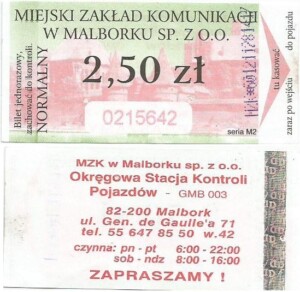 MIEJSKI ZAKŁAD KOMUNIKACJI
W MALBORKU SP. Z O.O.
Bilet jednorazowy,
zachować do kontroli.
NORMALNY
2,50 zł
0215642
seria M2
tu kasować
zaraz po wejściu do pojazdu
MZK w Malborku sp. z o.o.
Okręgowa Stacja Kontroli
Pojazdów - GMB 003
82-200 Malbork
ul. Gen. de Gaulle'a 71
tel. 55 647 85 50 w.42
czynna: pn - pt 6:00 - 22:00
sob - ndz 8:00 - 16:00
ZAPRASZAMY !